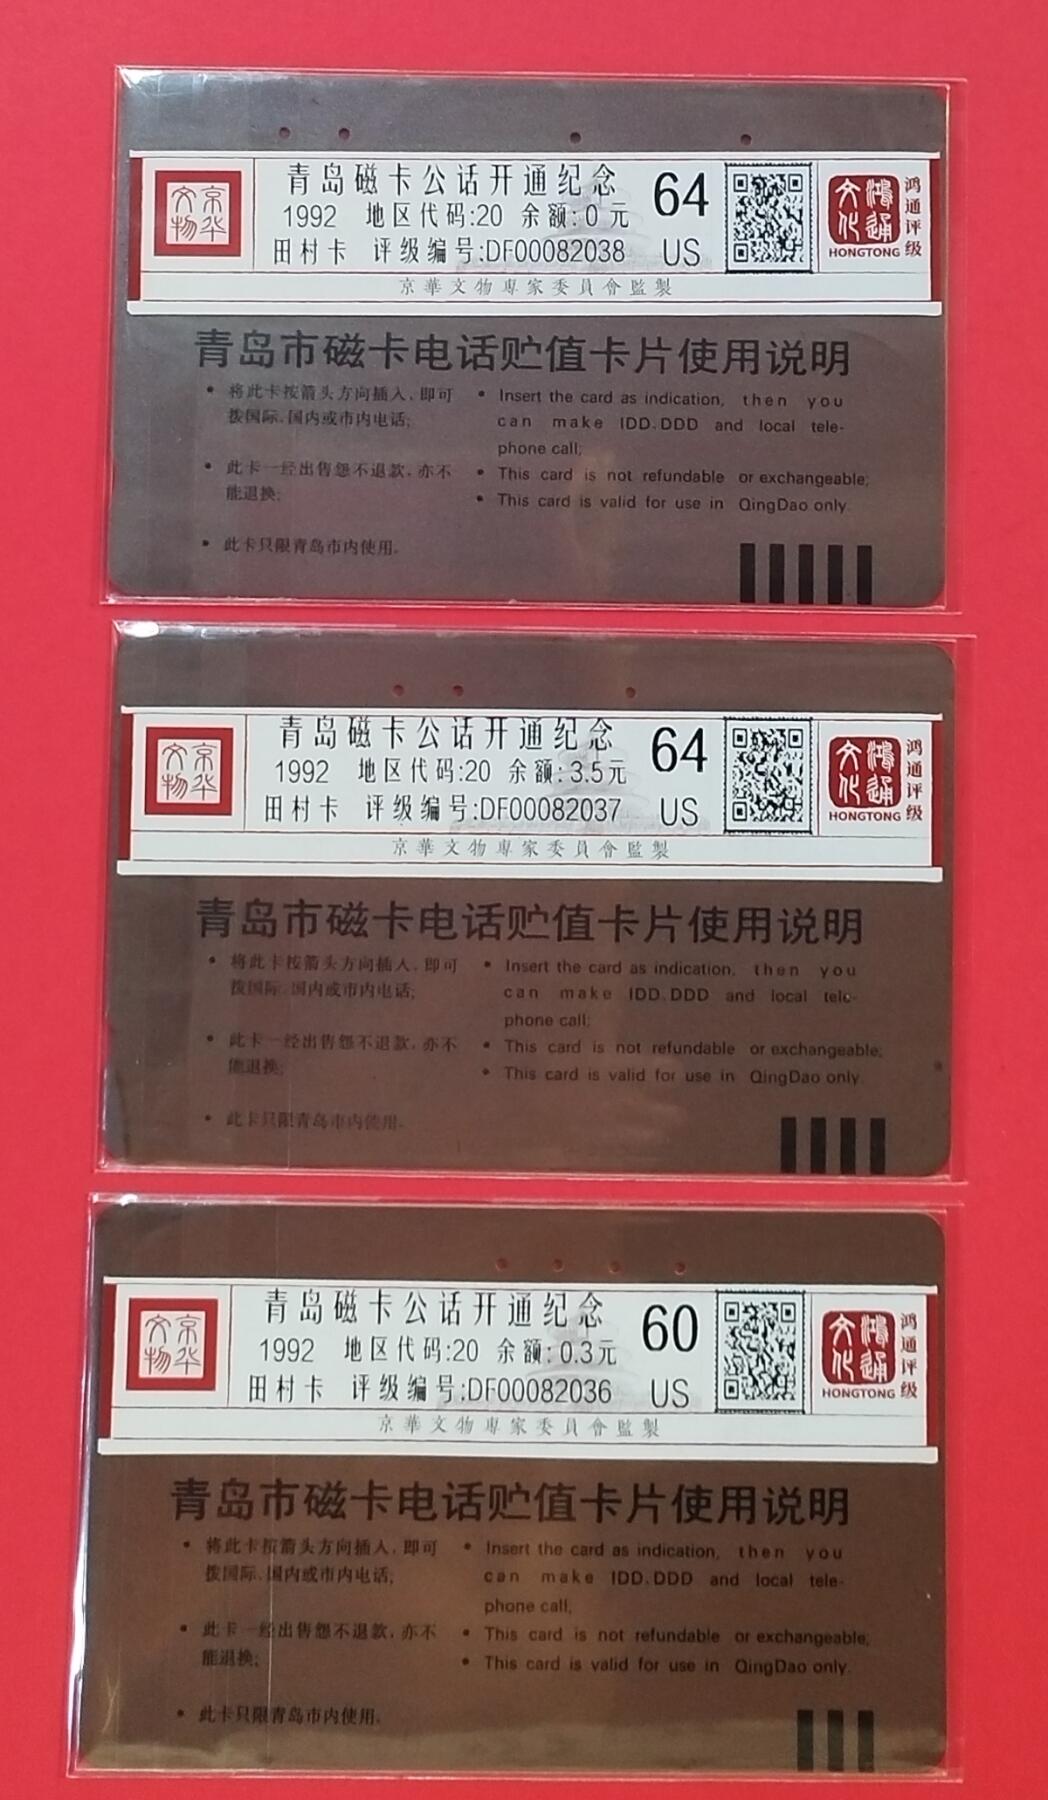 青岛磁卡公话开通纪念
1992 地区代码:20 余额:0元
田村卡 评级编号:DF00082038
64
US
京华文物
鸿通文化
HONGTONG
鸿通评级
京華文物專家委員會監製
青岛市磁卡电话贮值卡片使用说明
• 将此卡按箭头方向插入,即可
拨国际、国内或市内电话;
• 此卡一经出售恕不退款,亦不
能退换;
• 此卡只限青岛市内使用。
• Insert the card as indication, then you
can make IDD.DDD and local tele-
phone call;
• This card is not refundable or exchangeable;
• This card is valid for use in QingDao only.
青岛磁卡公话开通纪念
1992 地区代码:20 余额:3.5元
田村卡 评级编号:DF00082037
64
US
京华文物
鸿通文化
HONGTONG
鸿通评级
京華文物專家委員會監製
青岛市磁卡电话贮值卡片使用说明
• 将此卡按箭头方向插入,即可
拨国际、国内或市内电话;
• 此卡一经出售恕不退款,亦不
能退换;
• 此卡只限青岛市内使用。
• Insert the card as indication, then you
can make IDD.DDD and local tele-
phone call;
• This card is not refundable or exchangeable;
• This card is valid for use in QingDao only.
青岛磁卡公话开通纪念
1992 地区代码:20 余额:0.3元
田村卡 评级编号:DF00082036
60
US
京华文物
鸿通文化
HONGTONG
鸿通评级
京華文物專家委員會監製
青岛市磁卡电话贮值卡片使用说明
• 将此卡按箭头方向插入,即可
拨国际、国内或市内电话;
• 此卡一经出售恕不退款,亦不
能退换;
• 此卡只限青岛市内使用。
• Insert the card as indication, then you
can make IDD.DDD and local tele-
phone call;
• This card is not refundable or exchangeable;
• This card is valid for use in QingDao only.